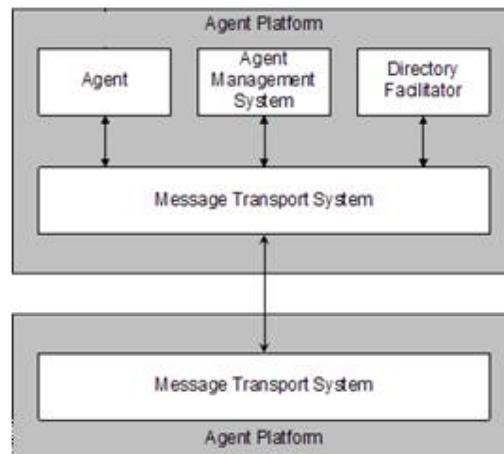 Agent Platform
Agent
Agent
Management
System
Directory
Facilitator
Message Transport System
Message Transport System
Agent Platform